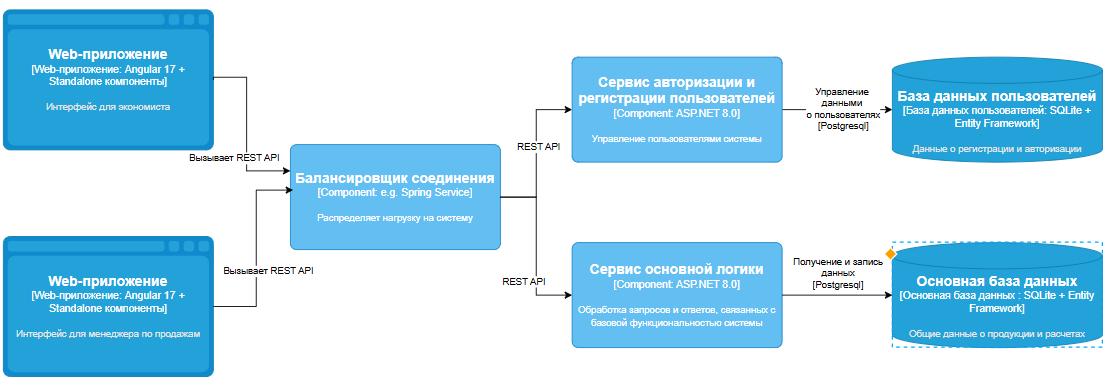 Web-приложение
[Web-приложение: Angular 17 +
Standalone компоненты]
Интерфейс для экономиста
Вызывает REST API
Web-приложение
[Web-приложение: Angular 17 +
Standalone компоненты]
Интерфейс для менеджера по продажам
Вызывает REST API
Балансировщик соединения
[Component: e.g. Spring Service]
Распределяет нагрузку на систему
REST API
REST API
Сервис авторизации и
регистрации пользователей
[Component: ASP.NET 8.0]
Управление пользователями системы
Управление
данными
о пользователях
[Postgresql]
База данных пользователей
[База данных пользователей: SQLite +
Entity Framework]
Данные о регистрации и авторизации
Сервис основной логики
[Component: ASP.NET 8.0]
Обработка запросов и ответов, связанных с
базовой функциональностью системы
Получение и запись
данных
[Postgresql]
Основная база данных
[Основная база данных : SQLite + Entity
Framework]
Общие данные о продукции и расчетах